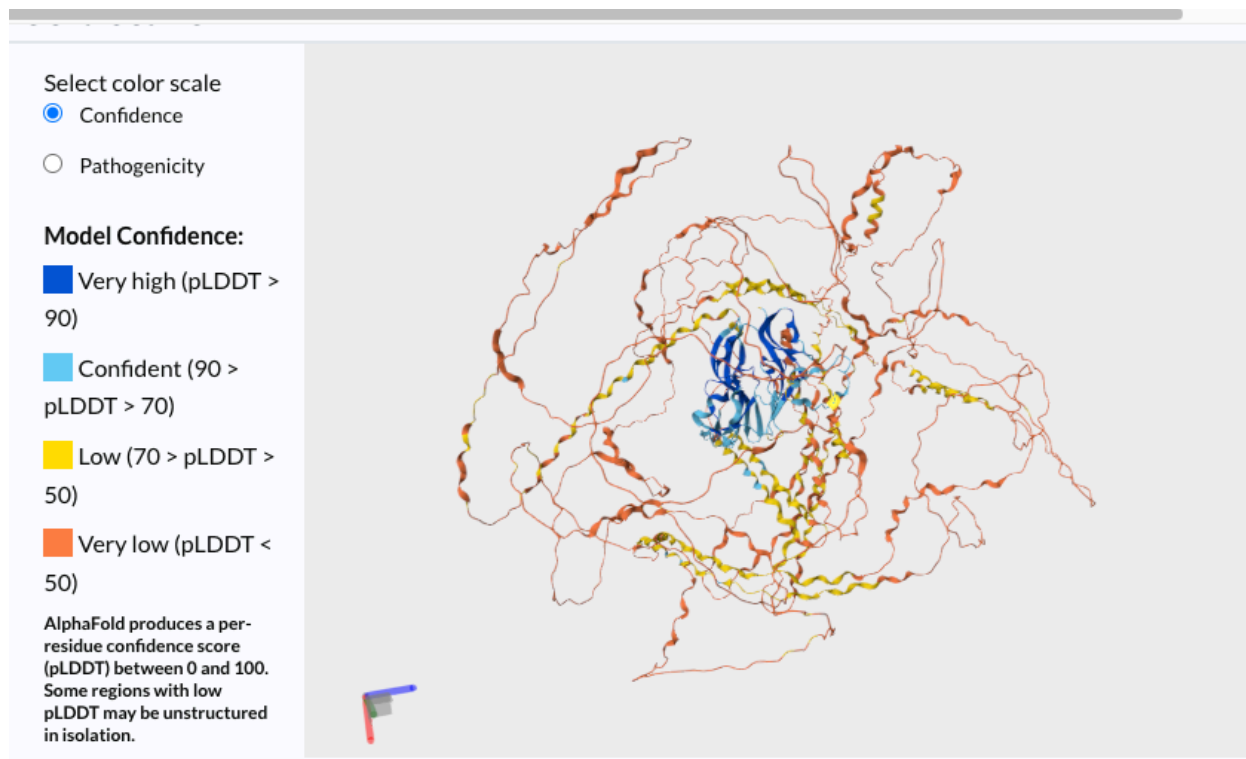 Select color scale
Confidence
Pathogenicity
Model Confidence:
Very high (pLDDT >
90)
Confident (90 >
pLDDT > 70)
Low (70 > pLDDT >
50)
Very low (pLDDT <
50)
AlphaFold produces a per-
residue confidence score
(pLDDT) between 0 and 100.
Some regions with low
pLDDT may be unstructured
in isolation.